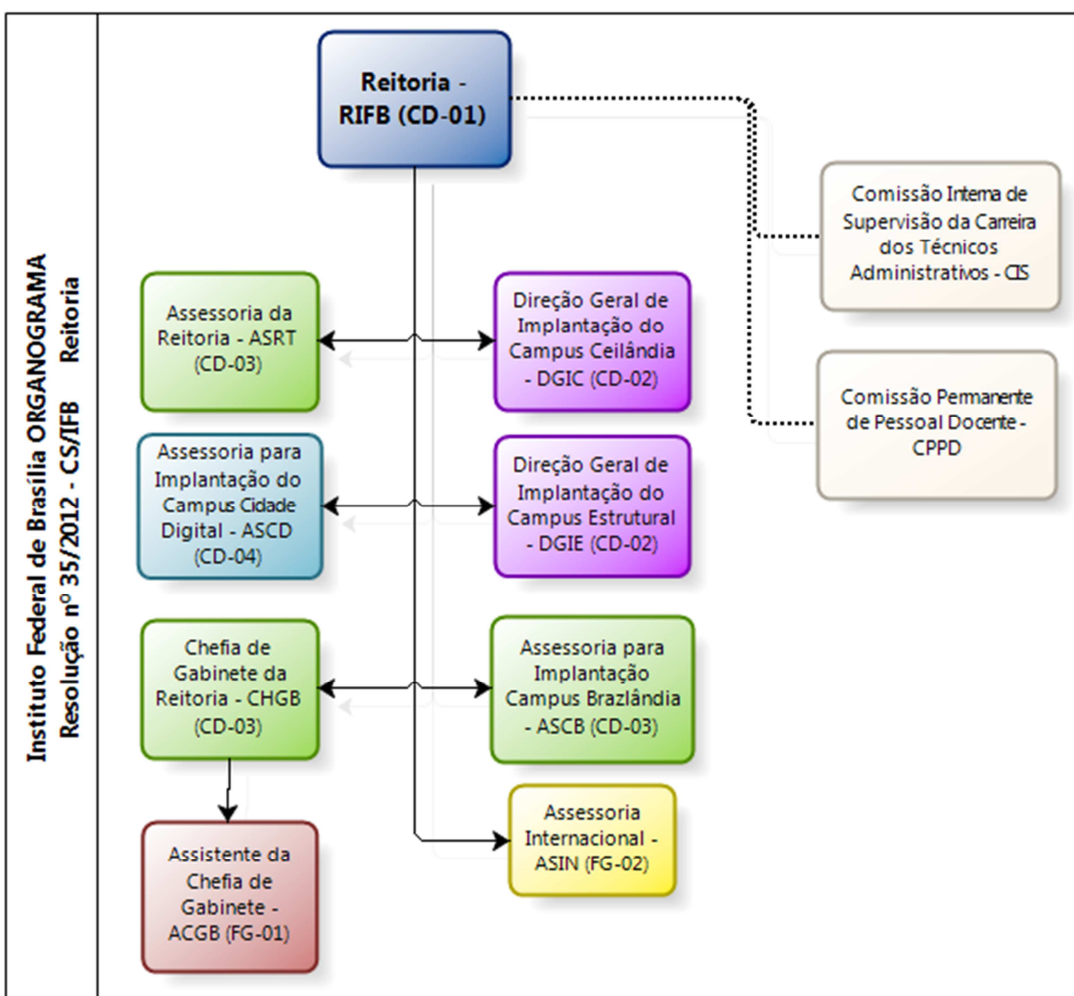 Instituto Federal de Brasília ORGANOGRAMA
Resolução nº 35/2012 - CS/IFB Reitoria
Reitoria -
RIFB (CD-01)
Comissão Interna de
Supervisão da Carreira
dos Técnicos
Administrativos - CIS
Assessoria da
Reitoria - ASRT
(CD-03)
Direção Geral de
Implantação do
Campus Ceilândia
- DGIC (CD-02)
Comissão Permanente
de Pessoal Docente -
CPPD
Assessoria para
Implantação do
Campus Cidade
Digital - ASCD
(CD-04)
Direção Geral de
Implantação do
Campus Estrutural
- DGIE (CD-02)
Chefia de
Gabinete da
Reitoria - CHGB
(CD-03)
Assessoria para
Implantação
Campus Brazlândia
- ASCB (CD-03)
Assistente da
Chefia de
Gabinete -
ACGB (FG-01)
Assessoria
Internacional -
ASIN (FG-02)